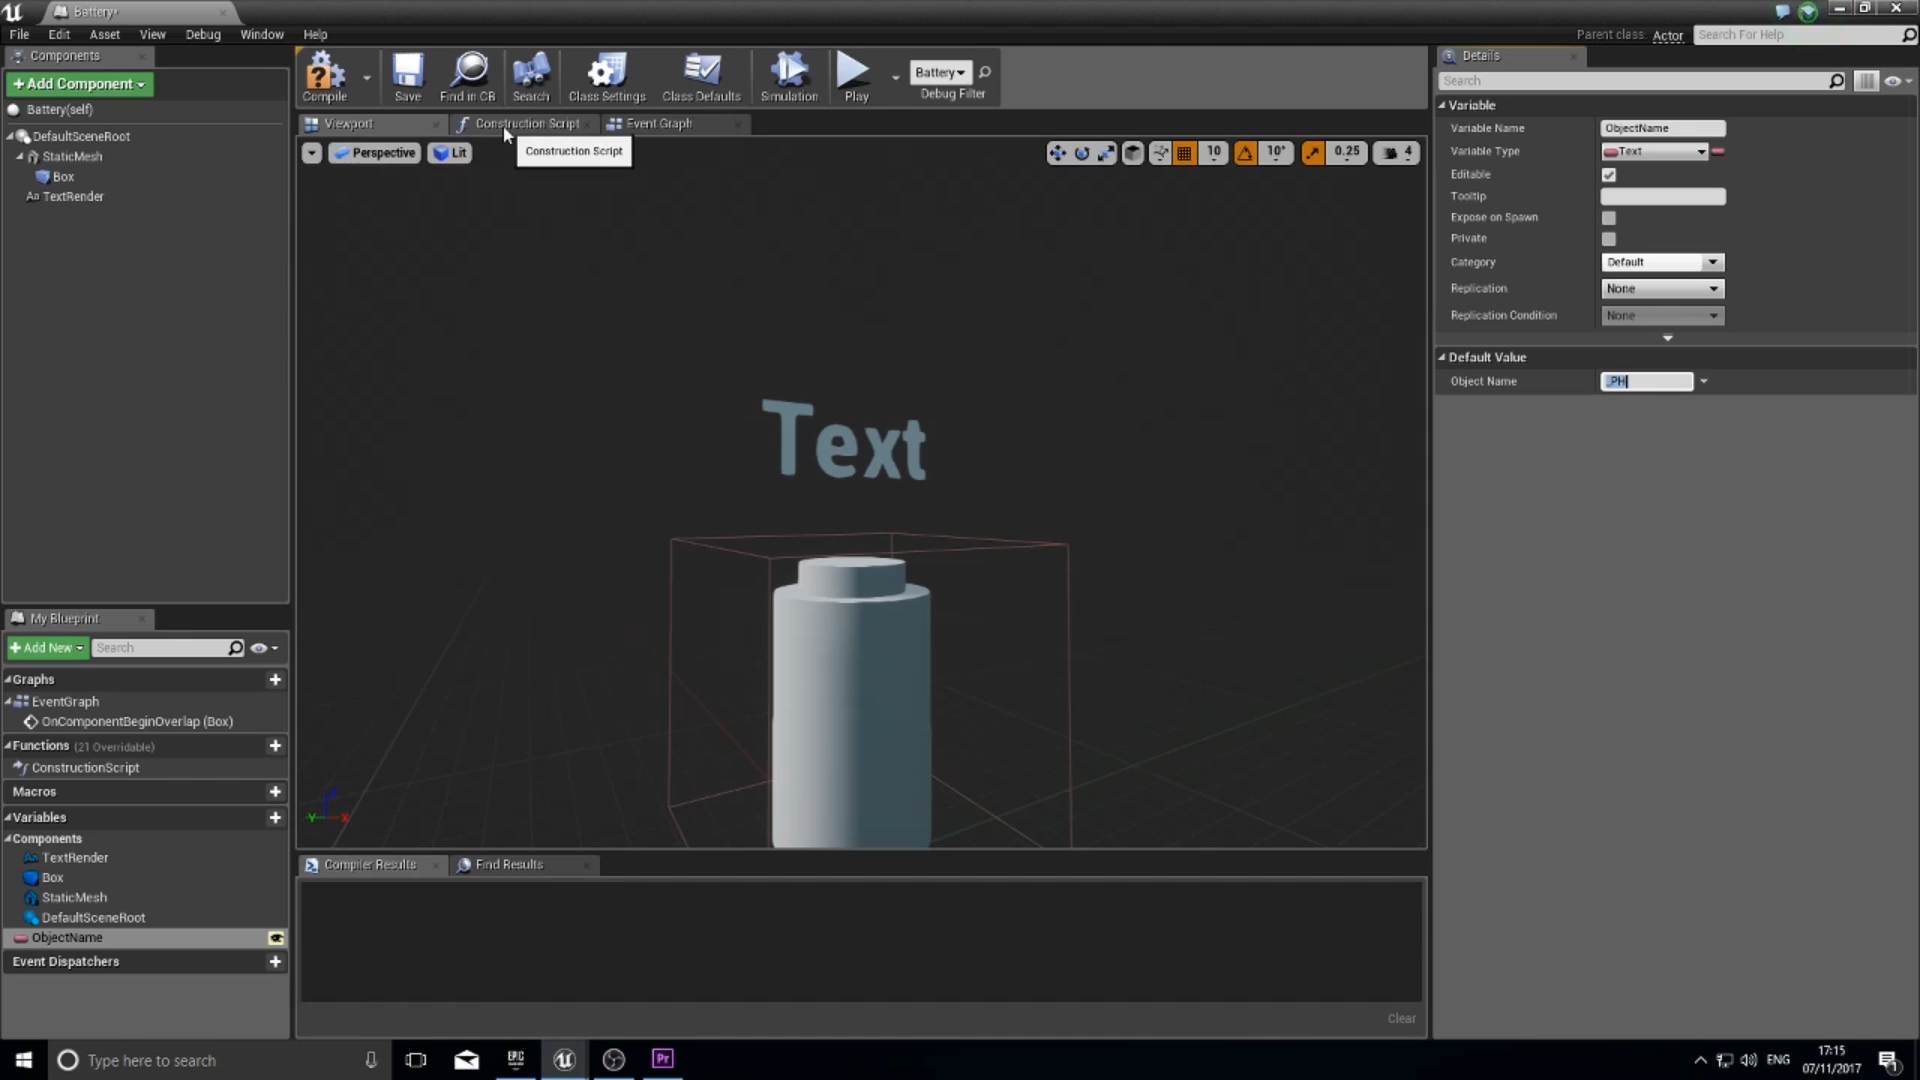 Battery*
File Edit Asset View Debug Window Help
Parent class: Actor
Search For Help
Components
+Add Component
Battery(self)
DefaultSceneRoot
StaticMesh
Box
TextRender
Compile
Save
Find in CB
Search
Class Settings
Class Defaults
Simulation
Play
Battery
Debug Filter
Viewport
Construction Script
Event Graph
Construction Script
Perspective
Lit
10
10°
0.25
4
Text
Details
Search
Variable
Variable Name ObjectName
Variable Type Text
Editable
Tooltip
Expose on Spawn
Private
Category Default
Replication None
Replication Condition None
Default Value
Object Name _PH
My Blueprint
+Add New
Search
Graphs
EventGraph
OnComponentBeginOverlap (Box)
Functions (21 Overridable)
ConstructionScript
Macros
Variables
Components
TextRender
Box
StaticMesh
DefaultSceneRoot
ObjectName
Event Dispatchers
Compiler Results
Find Results
Clear
Type here to search
EPIC
Pr
ENG
17:15
07/11/2017